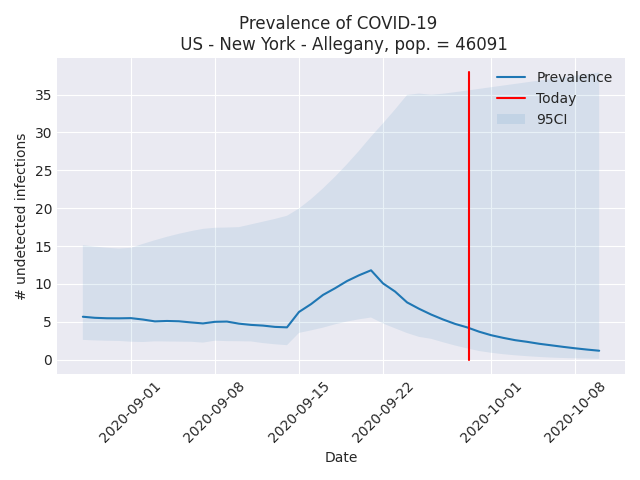 Prevalence of COVID-19
US - New York - Allegany, pop. = 46091
Prevalence
Today
95CI
# undetected infections
35
30
25
20
15
10
5
0
2020-09-01
2020-09-08
2020-09-15
2020-09-22
2020-10-01
2020-10-08
Date